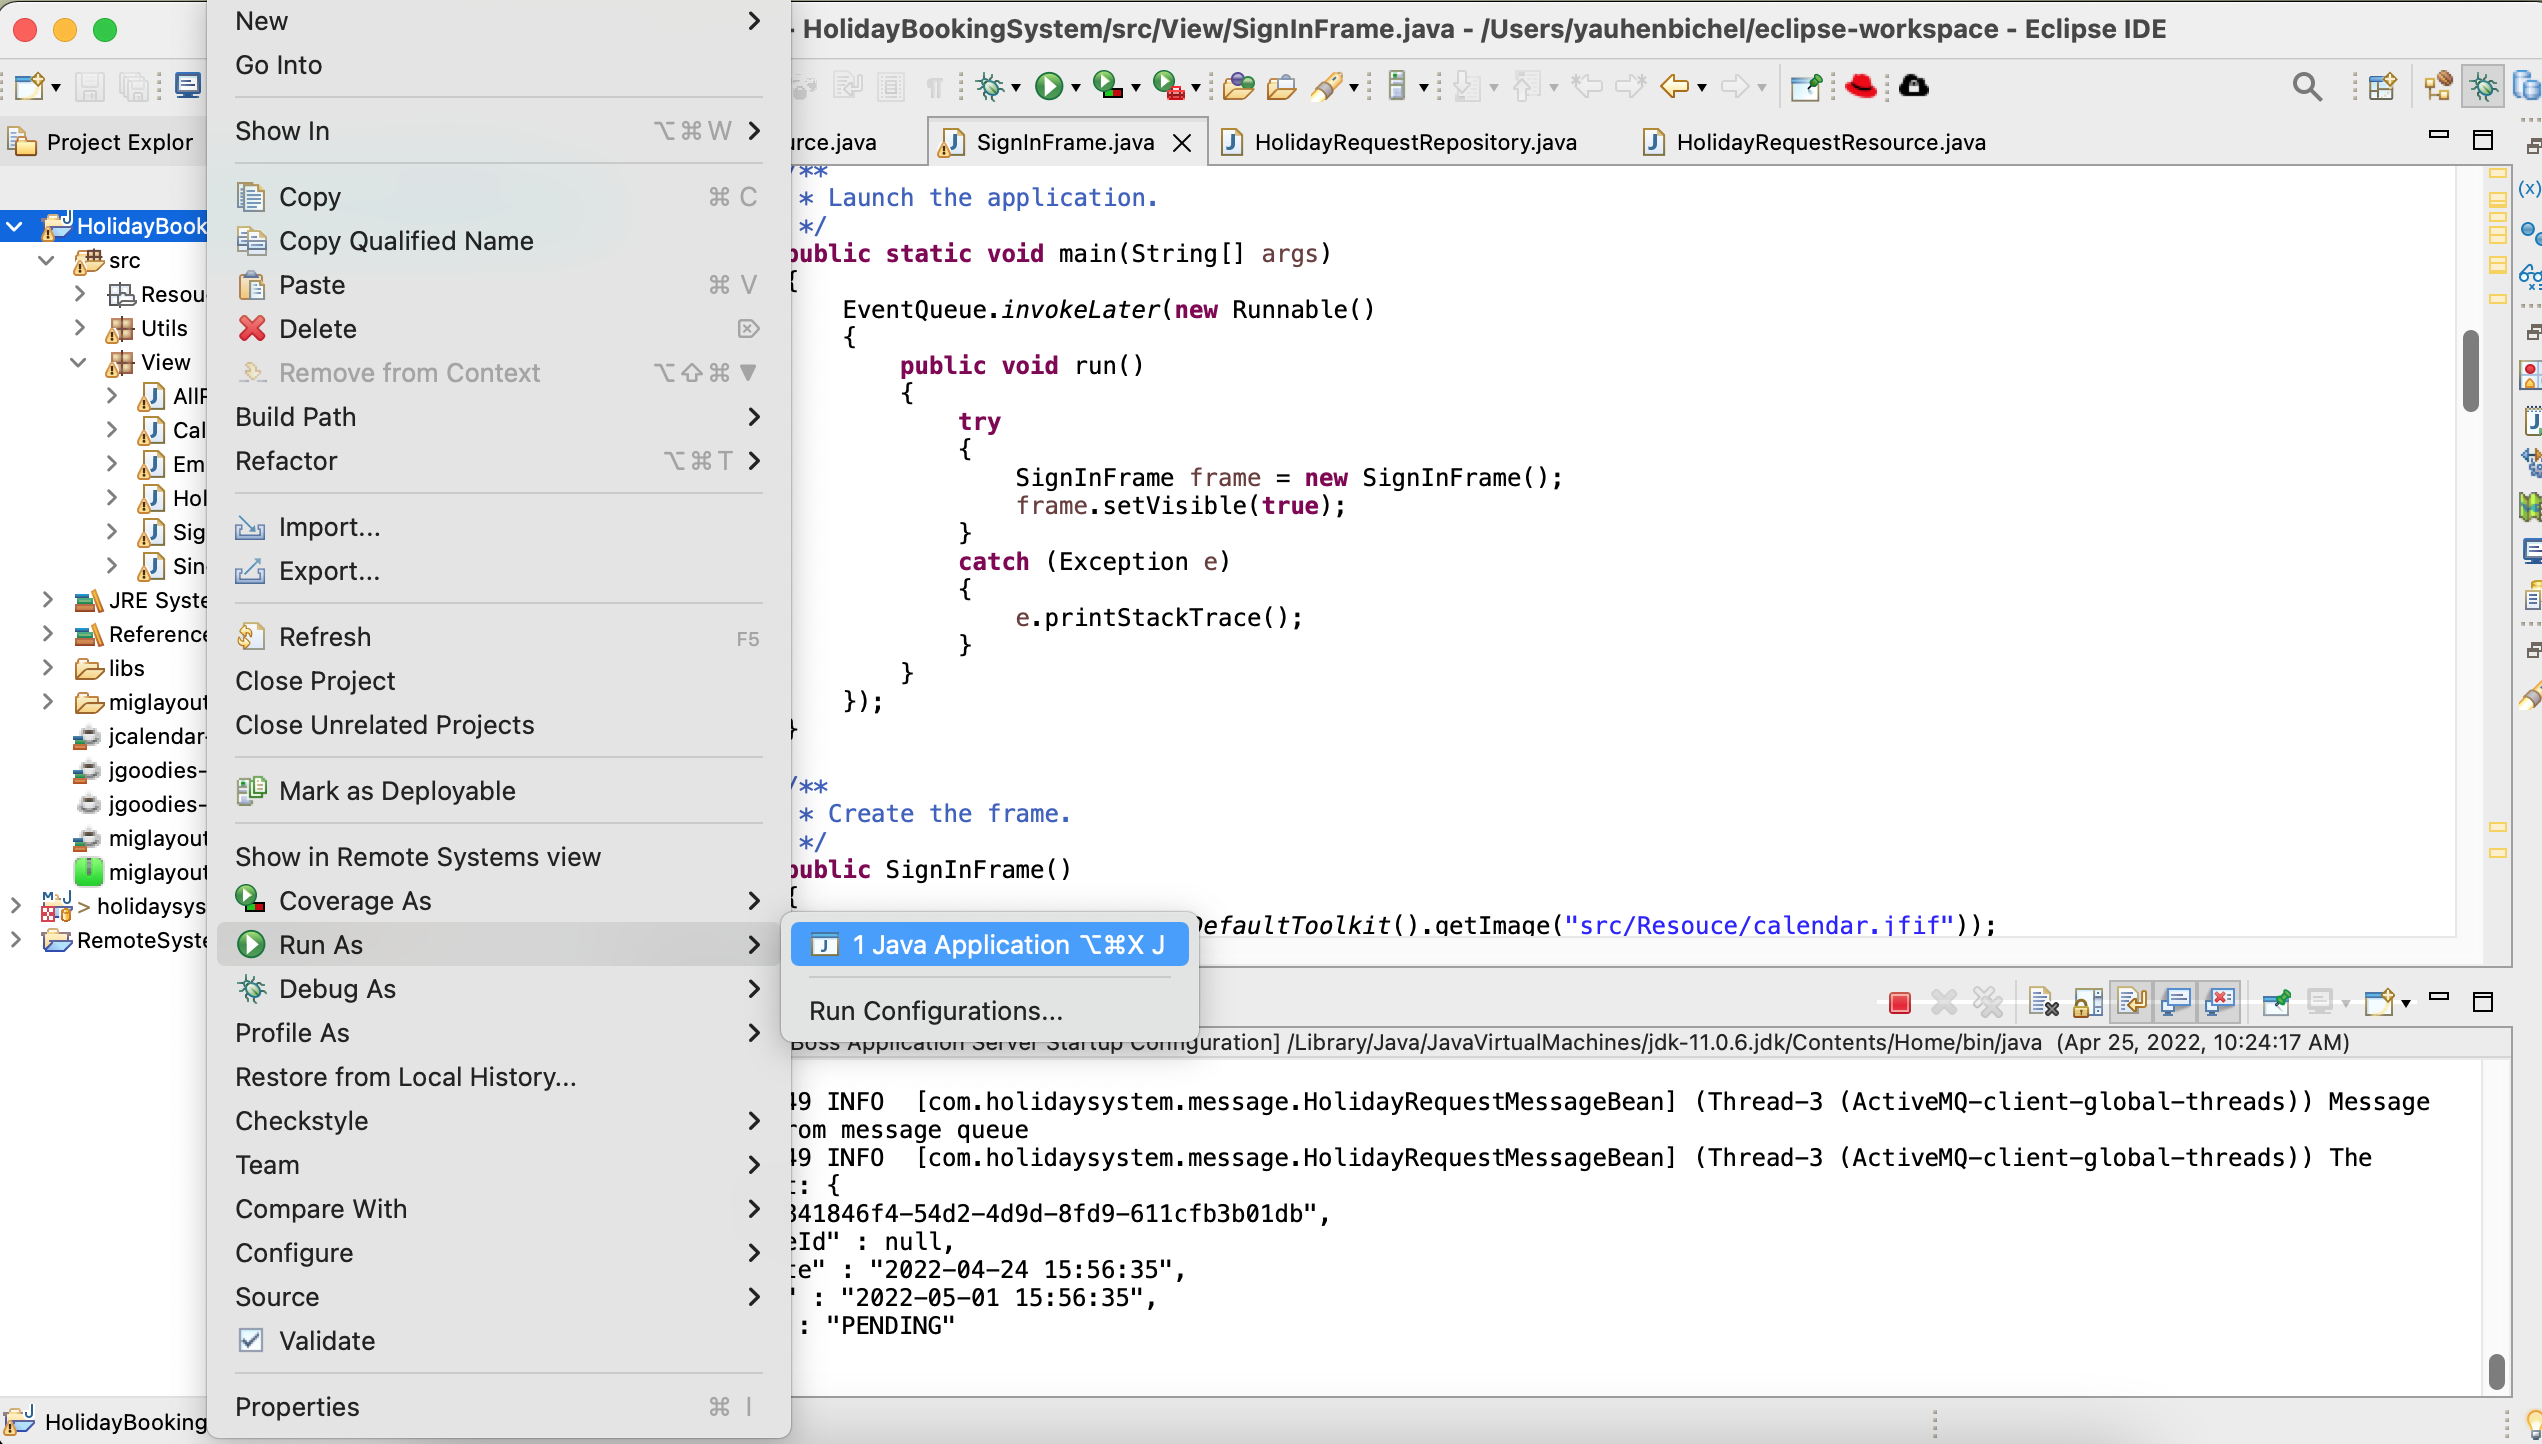 - HolidayBookingSystem/src/View/SignInFrame.java - /Users/yauhenbichel/eclipse-workspace - Eclipse IDE
Project Explor
HolidayBook
src
Resou
Utils
View
AllF
Cal
Em
Hol
Sig
Sin
JRE Syste
Reference
libs
miglayout
jcalendar-
jgoodies-
jgoodies-
miglayout
miglayout
> holidaysys
RemoteSyste
HolidayBooking
New
Go Into
Show In ⌥⌘W
Copy ⌘C
Copy Qualified Name
Paste ⌘V
Delete
Remove from Context ⌥⇧⌘▼
Build Path
Refactor ⌥⌘T
Import...
Export...
Refresh F5
Close Project
Close Unrelated Projects
Mark as Deployable
Show in Remote Systems view
Coverage As
Run As
Debug As
Profile As
Restore from Local History...
Checkstyle
Team
Compare With
Configure
Source
Validate
Properties ⌘I
1 Java Application ⌥⌘X J
Run Configurations...
urce.java
SignInFrame.java
HolidayRequestRepository.java
HolidayRequestResource.java
/**
* Launch the application.
*/
public static void main(String[] args)
{
EventQueue.invokeLater(new Runnable()
{
public void run()
{
try
{
SignInFrame frame = new SignInFrame();
frame.setVisible(true);
}
catch (Exception e)
{
e.printStackTrace();
}
}
});
}
/**
* Create the frame.
*/
public SignInFrame()
{
DefaultToolkit().getImage("src/Resouce/calendar.jfif"));
Boss Application Server Startup Configuration] /Library/Java/JavaVirtualMachines/jdk-11.0.6.jdk/Contents/Home/bin/java (Apr 25, 2022, 10:24:17 AM)
49 INFO [com.holidaysystem.message.HolidayRequestMessageBean] (Thread-3 (ActiveMQ-client-global-threads)) Message
rom message queue
49 INFO [com.holidaysystem.message.HolidayRequestMessageBean] (Thread-3 (ActiveMQ-client-global-threads)) The
t: {
341846f4-54d2-4d9d-8fd9-611cfb3b01db",
eId" : null,
te" : "2022-04-24 15:56:35",
" : "2022-05-01 15:56:35",
: "PENDING"